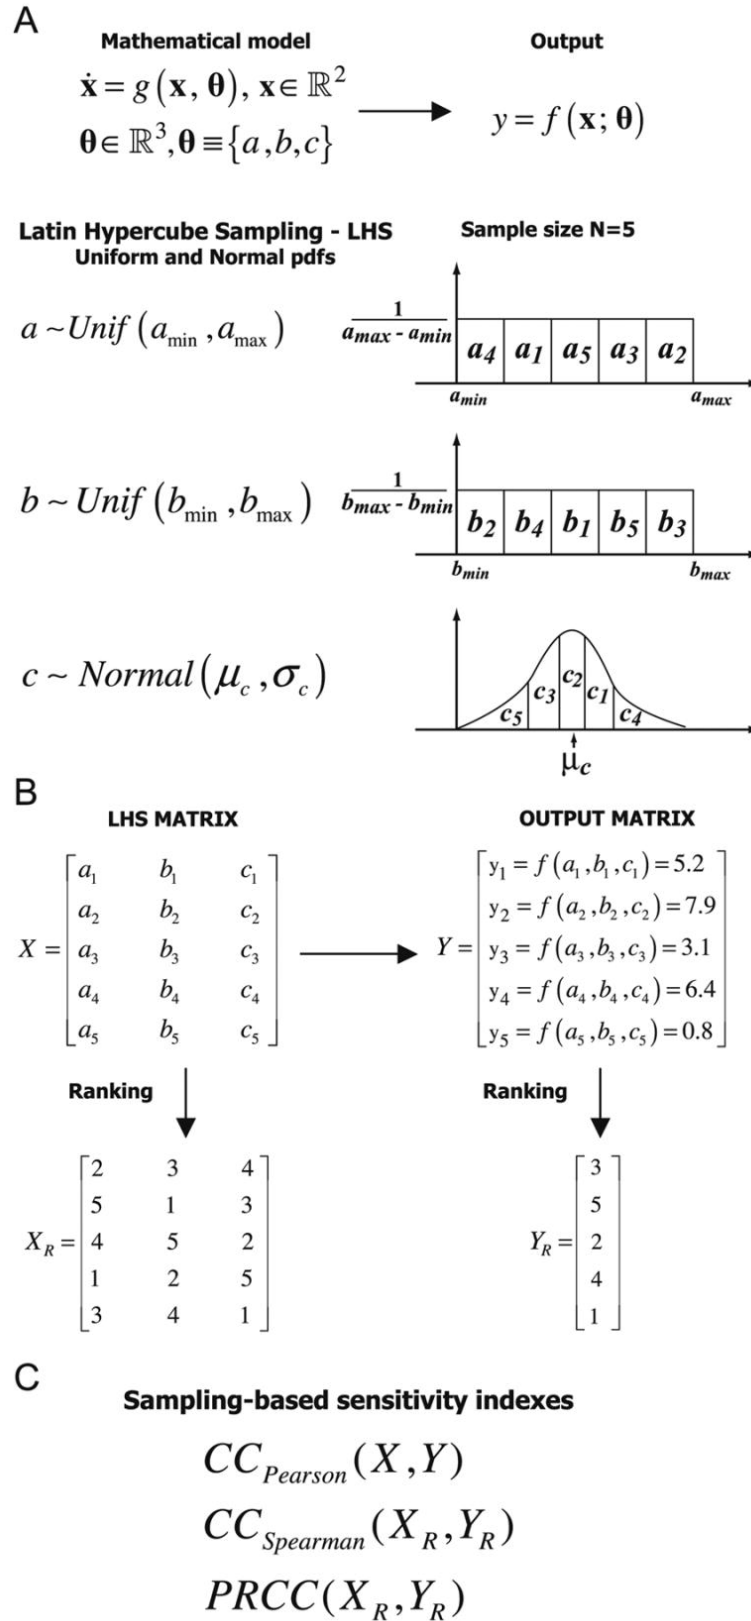 A
Mathematical model
ẋ = g(x, θ), x ∈ ℝ²
θ ∈ ℝ³, θ ≡ {a, b, c}
Output
y = f(x; θ)
Latin Hypercube Sampling - LHS
Uniform and Normal pdfs
Sample size N=5
a ~ Unif(a_min, a_max)
1
a_max - a_min
a₄ a₁ a₅ a₃ a₂
a_min a_max
b ~ Unif(b_min, b_max)
1
b_max - b_min
b₂ b₄ b₁ b₅ b₃
b_min b_max
c ~ Normal(μ_c, σ_c)
c₅ c₃ c₂ c₁ c₄
μ_c
B
LHS MATRIX
X =
a₁ b₁ c₁
a₂ b₂ c₂
a₃ b₃ c₃
a₄ b₄ c₄
a₅ b₅ c₅
OUTPUT MATRIX
Y =
y₁ = f(a₁, b₁, c₁) = 5.2
y₂ = f(a₂, b₂, c₂) = 7.9
y₃ = f(a₃, b₃, c₃) = 3.1
y₄ = f(a₄, b₄, c₄) = 6.4
y₅ = f(a₅, b₅, c₅) = 0.8
Ranking
Ranking
X_R =
2 3 4
5 1 3
4 5 2
1 2 5
3 4 1
Y_R =
3
5
2
4
1
C
Sampling-based sensitivity indexes
CC_Pearson(X, Y)
CC_Spearman(X_R, Y_R)
PRCC(X_R, Y_R)